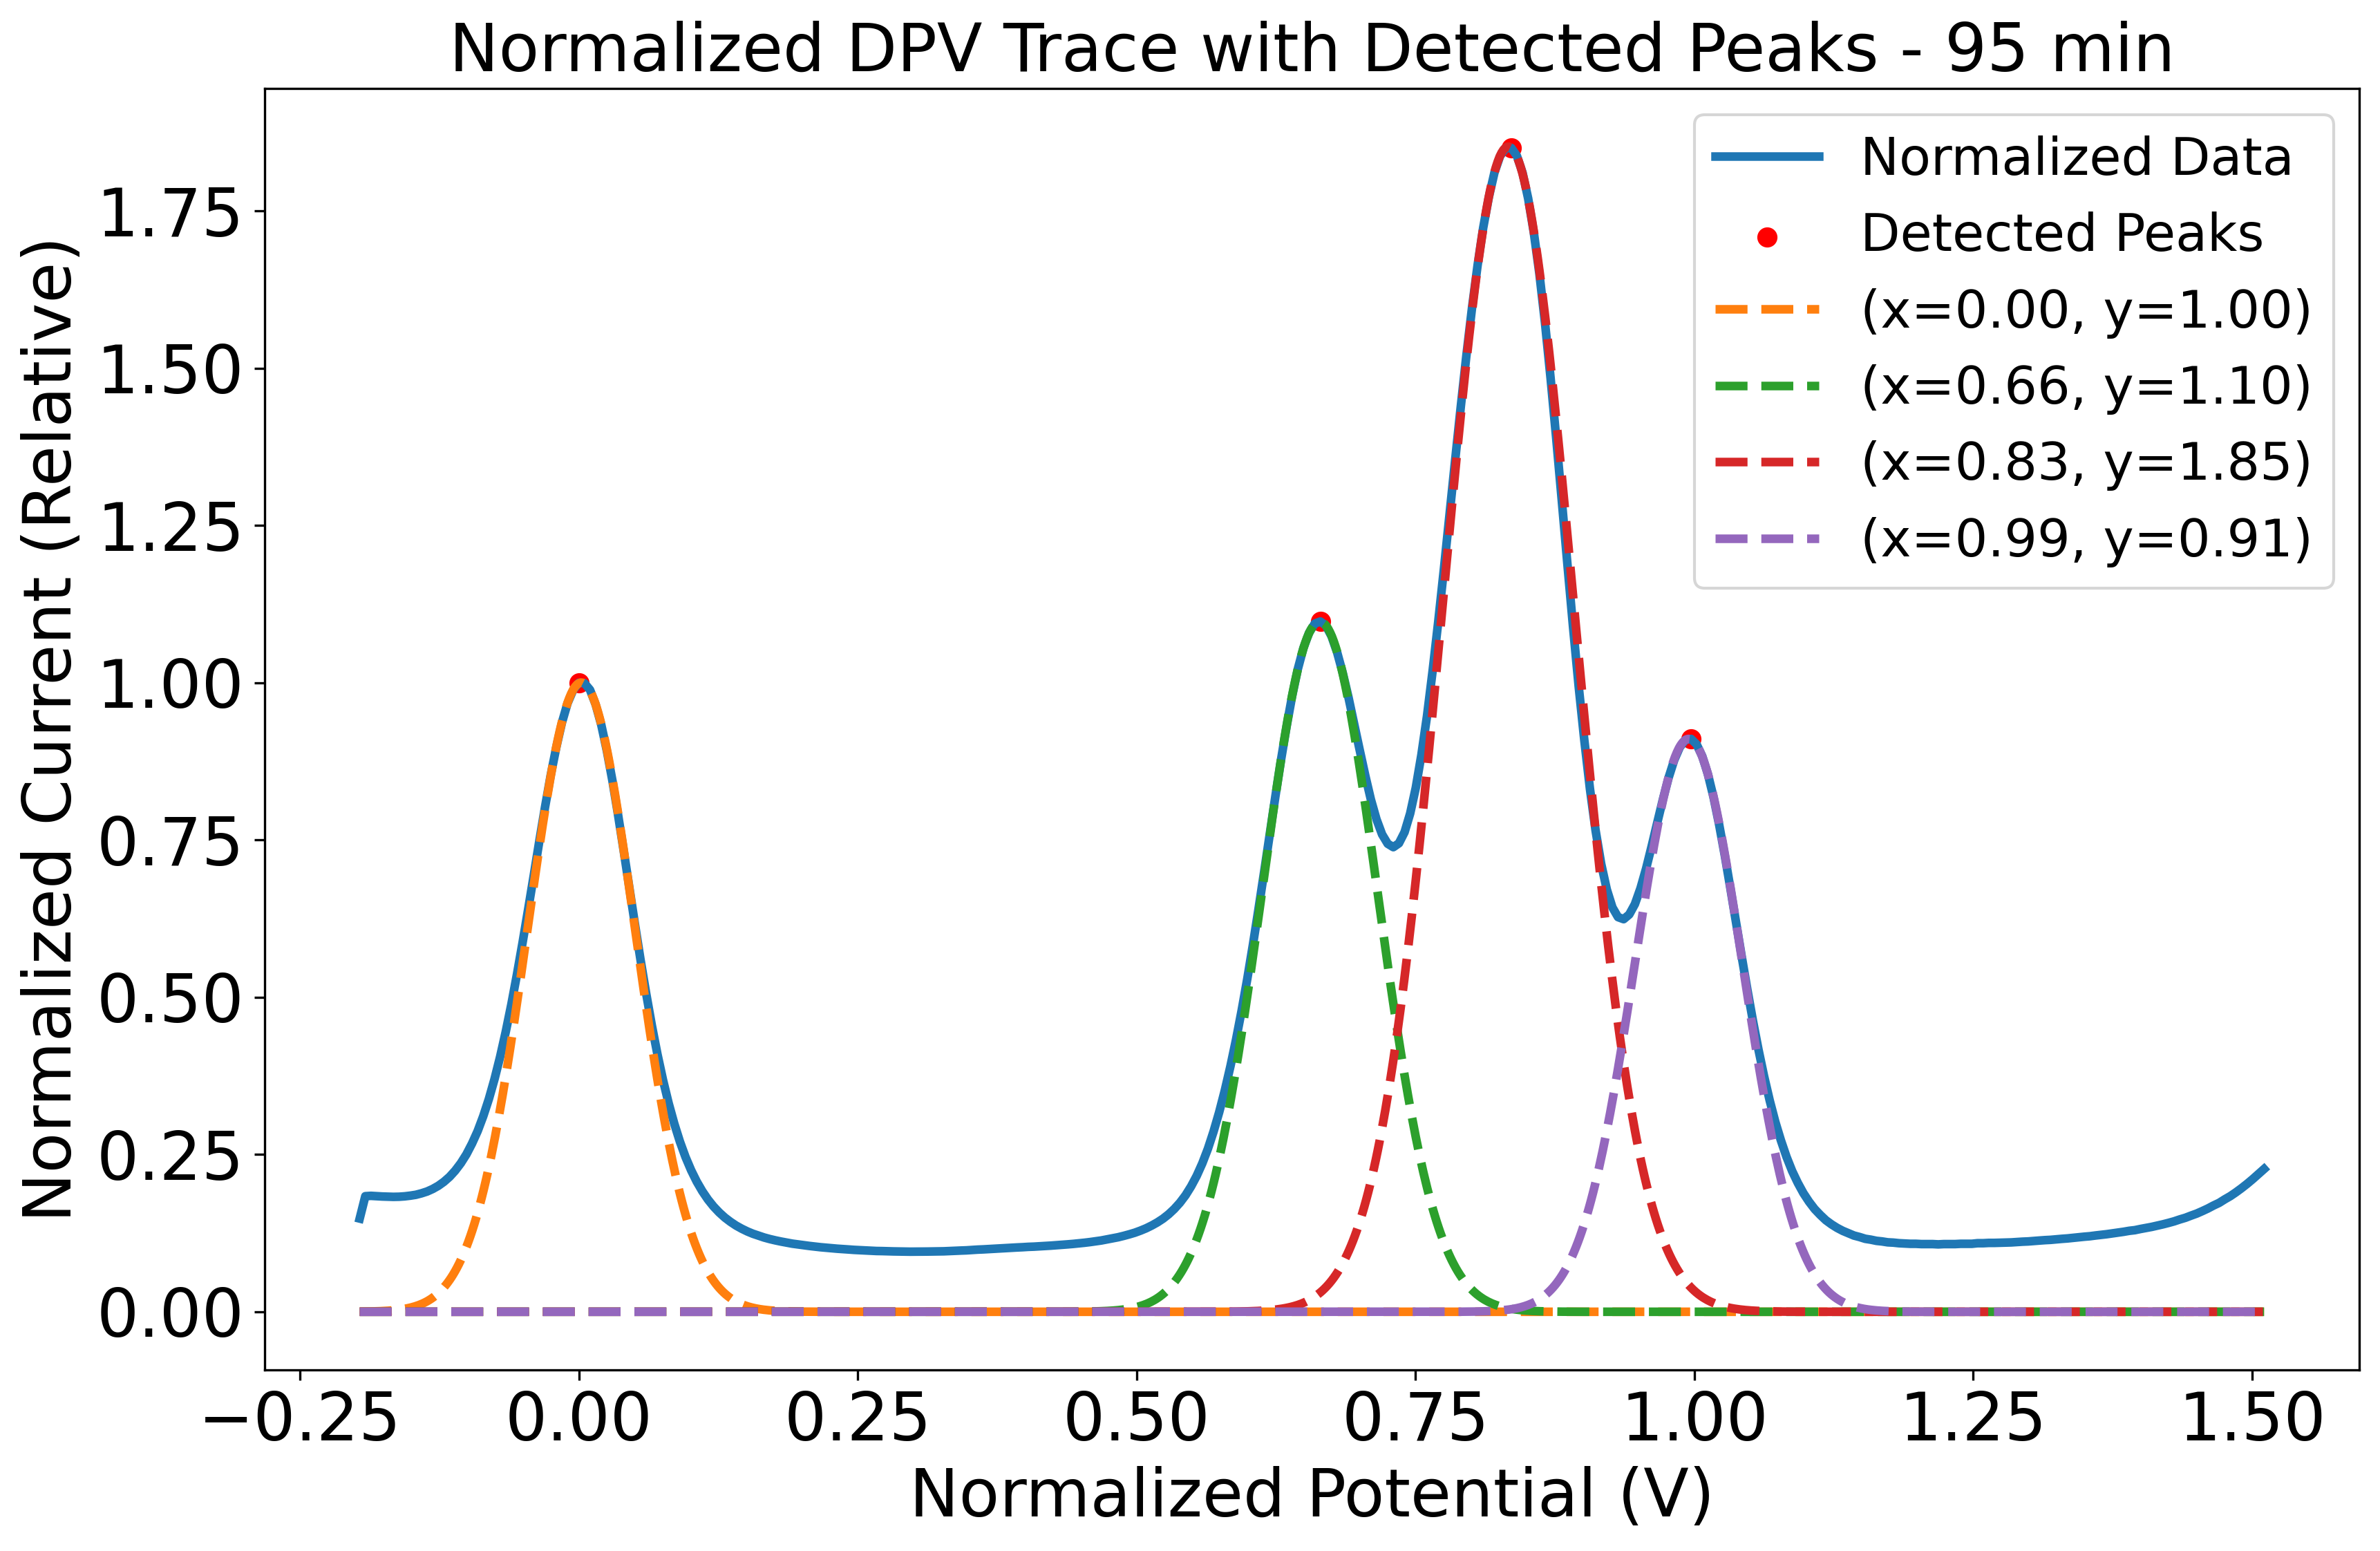 Normalized DPV Trace with Detected Peaks - 95 min
Normalized Current (Relative)
1.75
1.50
1.25
1.00
0.75
0.50
0.25
0.00
Normalized Data
Detected Peaks
(x=0.00, y=1.00)
(x=0.66, y=1.10)
(x=0.83, y=1.85)
(x=0.99, y=0.91)
−0.25 0.00 0.25 0.50 0.75 1.00 1.25 1.50
Normalized Potential (V)